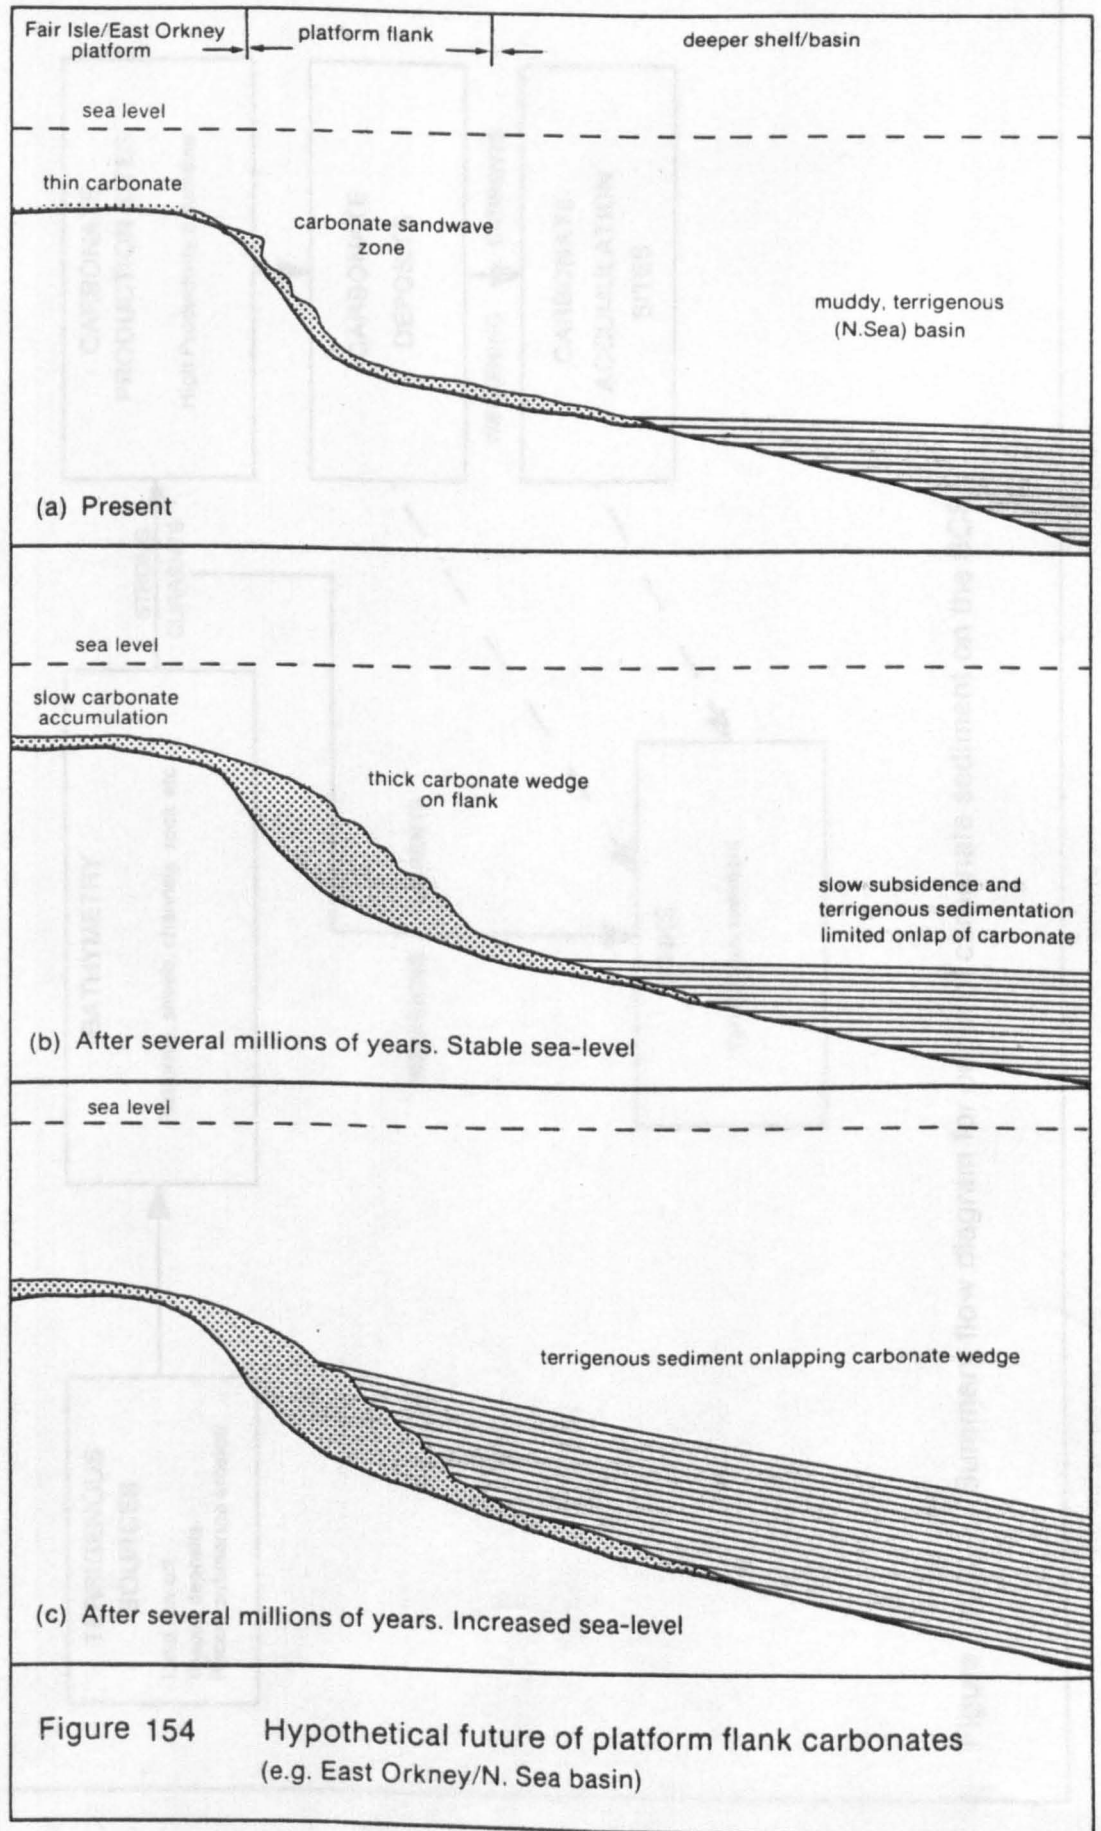 Fair Isle/East Orkney
platform
platform flank
deeper shelf/basin
sea level
thin carbonate
carbonate sandwave
zone
muddy, terrigenous
(N.Sea) basin
(a) Present
sea level
slow carbonate
accumulation
thick carbonate wedge
on flank
slow subsidence and
terrigenous sedimentation
limited onlap of carbonate
(b) After several millions of years. Stable sea-level
sea level
terrigenous sediment onlapping carbonate wedge
(c) After several millions of years. Increased sea-level
Figure 154 Hypothetical future of platform flank carbonates
(e.g. East Orkney/N. Sea basin)